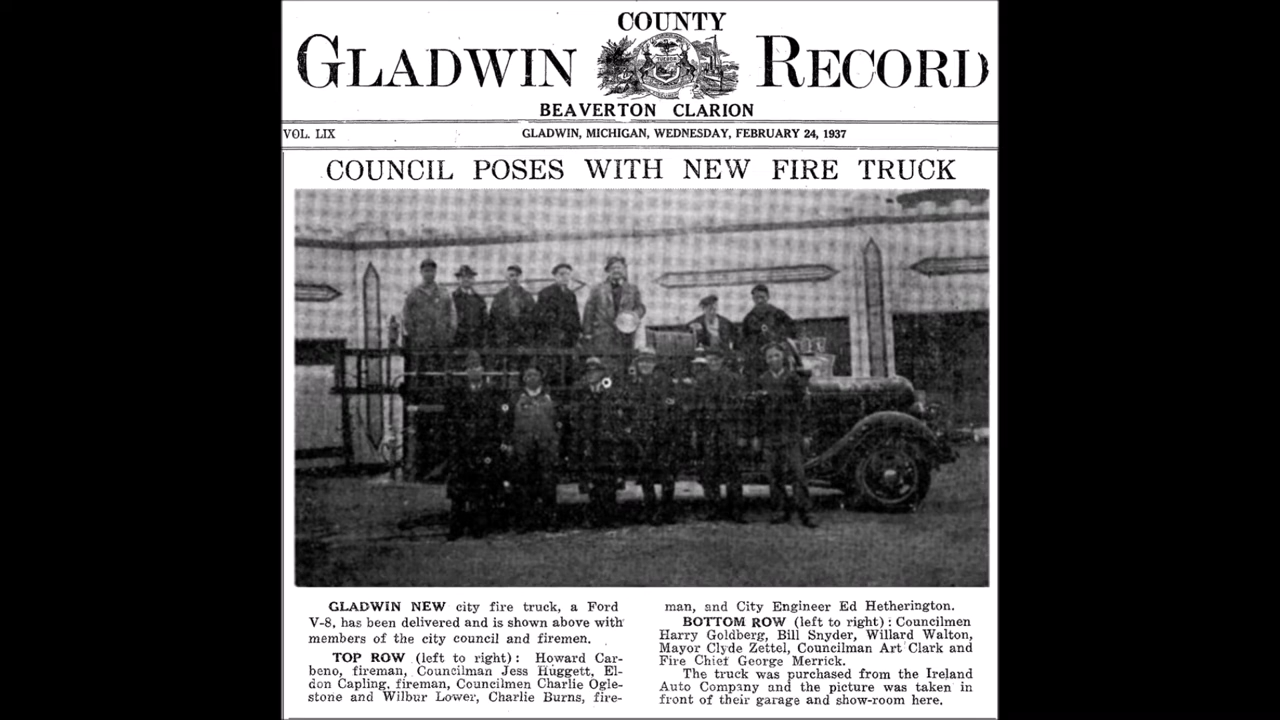 COUNTY
GLADWIN RECORD
TUEBOR
BEAVERTON CLARION
VOL. LIX
GLADWIN, MICHIGAN, WEDNESDAY, FEBRUARY 24, 1937
COUNCIL POSES WITH NEW FIRE TRUCK
GLADWIN NEW city fire truck, a Ford
V-8, has been delivered and is shown above with
members of the city council and firemen.
TOP ROW (left to right): Howard Car-
beno, fireman, Councilman Jess Huggett, El-
don Capling, fireman, Councilmen Charlie Ogle-
stone and Wilbur Lower, Charlie Burns, fire-
man, and City Engineer Ed Hetherington.
BOTTOM ROW (left to right): Councilmen
Harry Goldberg, Bill Snyder, Willard Walton,
Mayor Clyde Zettel, Councilman Art Clark and
Fire Chief George Merrick.
The truck was purchased from the Ireland
Auto Company and the picture was taken in
front of their garage and show-room here.